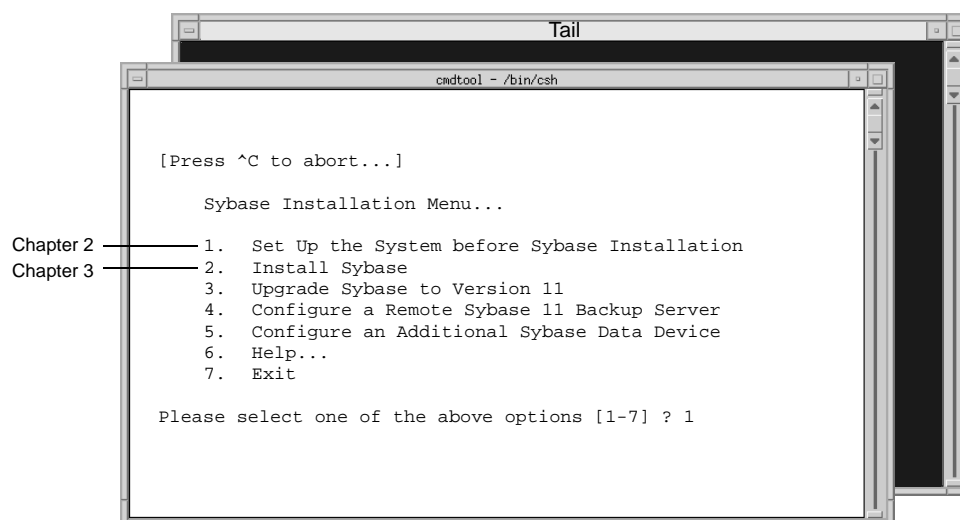 Tail
cmdtool - /bin/csh
[Press ^C to abort...]
Sybase Installation Menu...
Chapter 2
1. Set Up the System before Sybase Installation
Chapter 3
2. Install Sybase
3. Upgrade Sybase to Version 11
4. Configure a Remote Sybase 11 Backup Server
5. Configure an Additional Sybase Data Device
6. Help...
7. Exit
Please select one of the above options [1-7] ? 1